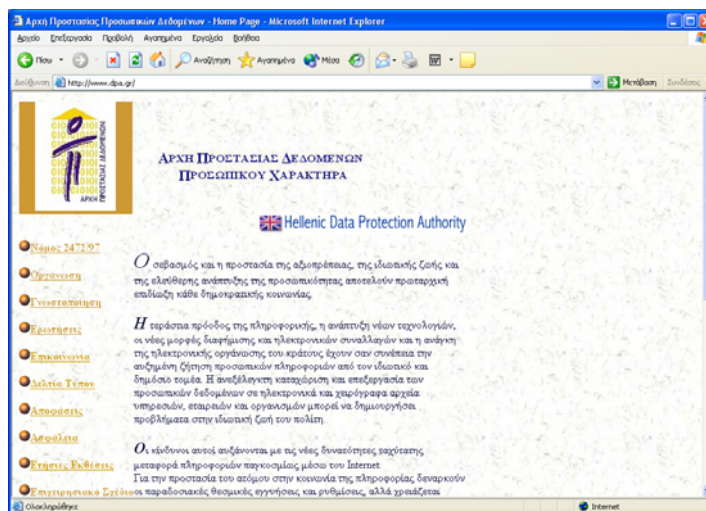 Αρχή Προστασίας Προσωπικών Δεδομένων - Home Page - Microsoft Internet Explorer
Αρχείο Επεξεργασία Προβολή Αγαπημένα Εργαλεία Βοήθεια
Πίσω Αναζήτηση Αγαπημένα Μέσα
Διεύθυνση http://www.dpa.gr/ Μετάβαση Συνδέσεις
ΑΡΧΗ ΠΡΟΣΤΑΣΙΑΣ ΔΕΔΟΜΕΝΩΝ
ΑΡΧΗ ΠΡΟΣΤΑΣΙΑΣ ΔΕΔΟΜΕΝΩΝ
ΠΡΟΣΩΠΙΚΟΥ ΧΑΡΑΚΤΗΡΑ
Hellenic Data Protection Authority
Νόμος 2472/97
Οργάνωση
Γνωστοποίηση
Ερωτήσεις
Επικοινωνία
Δελτία Τύπου
Αποφάσεις
Ασφάλεια
Ετήσιες Εκθέσεις
Επιχειρησιακό Σχέδιο
Ο σεβασμός και η προστασία της αξιοπρέπειας, της ιδιωτικής ζωής και
της ελεύθερης ανάπτυξης της προσωπικότητας αποτελούν πρωταρχική
επιδίωξη κάθε δημοκρατικής κοινωνίας.
Η τεράστια πρόοδος της πληροφορικής, η ανάπτυξη νέων τεχνολογιών,
οι νέες μορφές διαφήμισης και ηλεκτρονικών συναλλαγών και η ανάγκη
της ηλεκτρονικής οργάνωσης του κράτους έχουν σαν συνέπεια την
αυξημένη ζήτηση προσωπικών πληροφοριών από τον ιδιωτικό και
δημόσιο τομέα. Η ανεξέλεγκτη καταχώριση και επεξεργασία των
προσωπικών δεδομένων σε ηλεκτρονικά και χειρόγραφα αρχεία
υπηρεσιών, εταιρειών και οργανισμών μπορεί να δημιουργήσει
προβλήματα στην ιδιωτική ζωή του πολίτη.
Οι κίνδυνοι αυτοί αυξάνονται με τις νέες δυνατότητες ταχύτατης
μεταφορά πληροφοριών παγκοσμίως μέσω του Internet
Για την προστασία του ατόμου στην κοινωνία της πληροφορίας δεναρκούν
οι παραδοσιακές θεσμικές εγγυήσεις και ρυθμίσεις, αλλά χρειάζεται
Ολοκληρώθηκε Internet